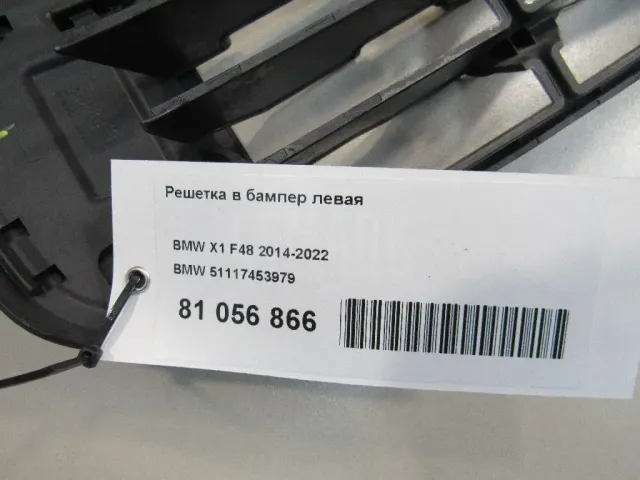 Решетка в бампер левая
BMW X1 F48 2014-2022
BMW 51117453979
81 056 866